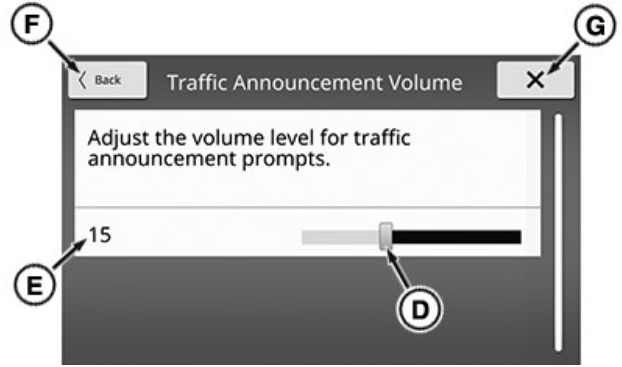 F
G
Back
Traffic Announcement Volume
Adjust the volume level for traffic
announcement prompts.
15
E
D